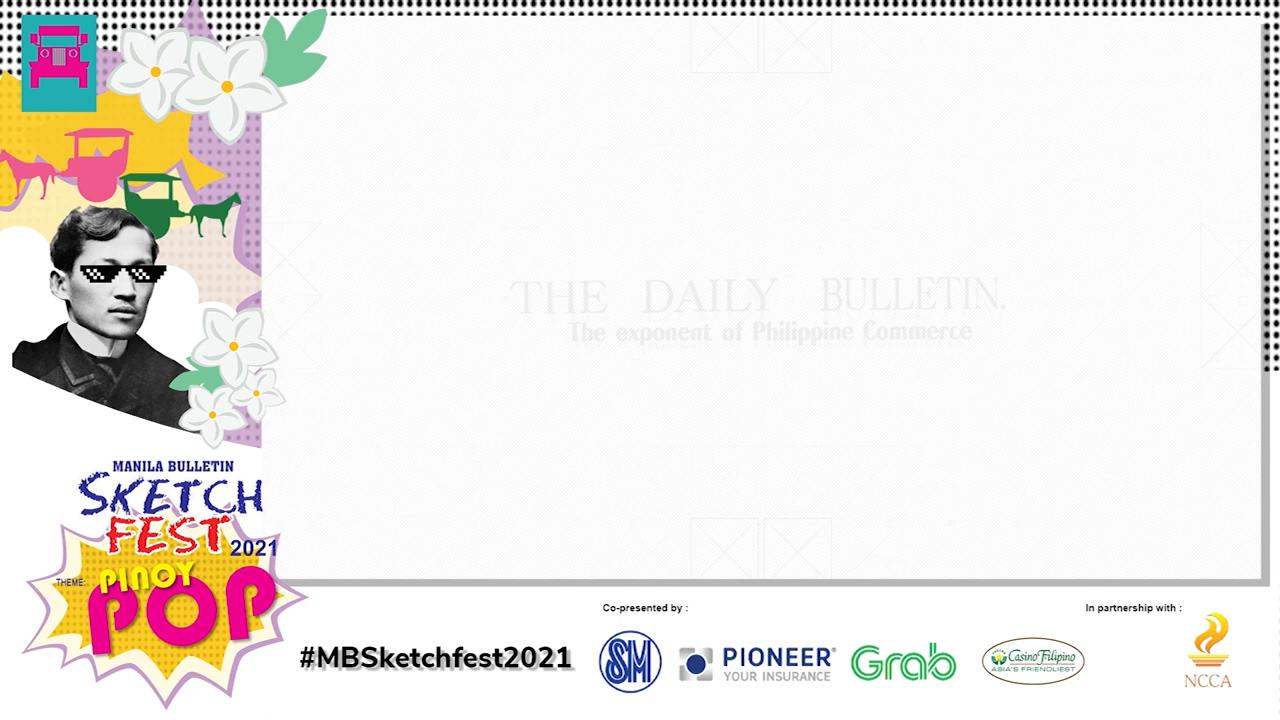 THE DAILY BULLETIN.
The exponent of Philippine Commerce
MANILA BULLETIN
SKETCH
FEST
2021
THEME:
PINOY
POP
#MBSketchfest2021
Co-presented by :
SM
PIONEER®
YOUR INSURANCE
Grab
Casino Filipino
ASIA'S FRIENDLIEST
In partnership with :
NCCA